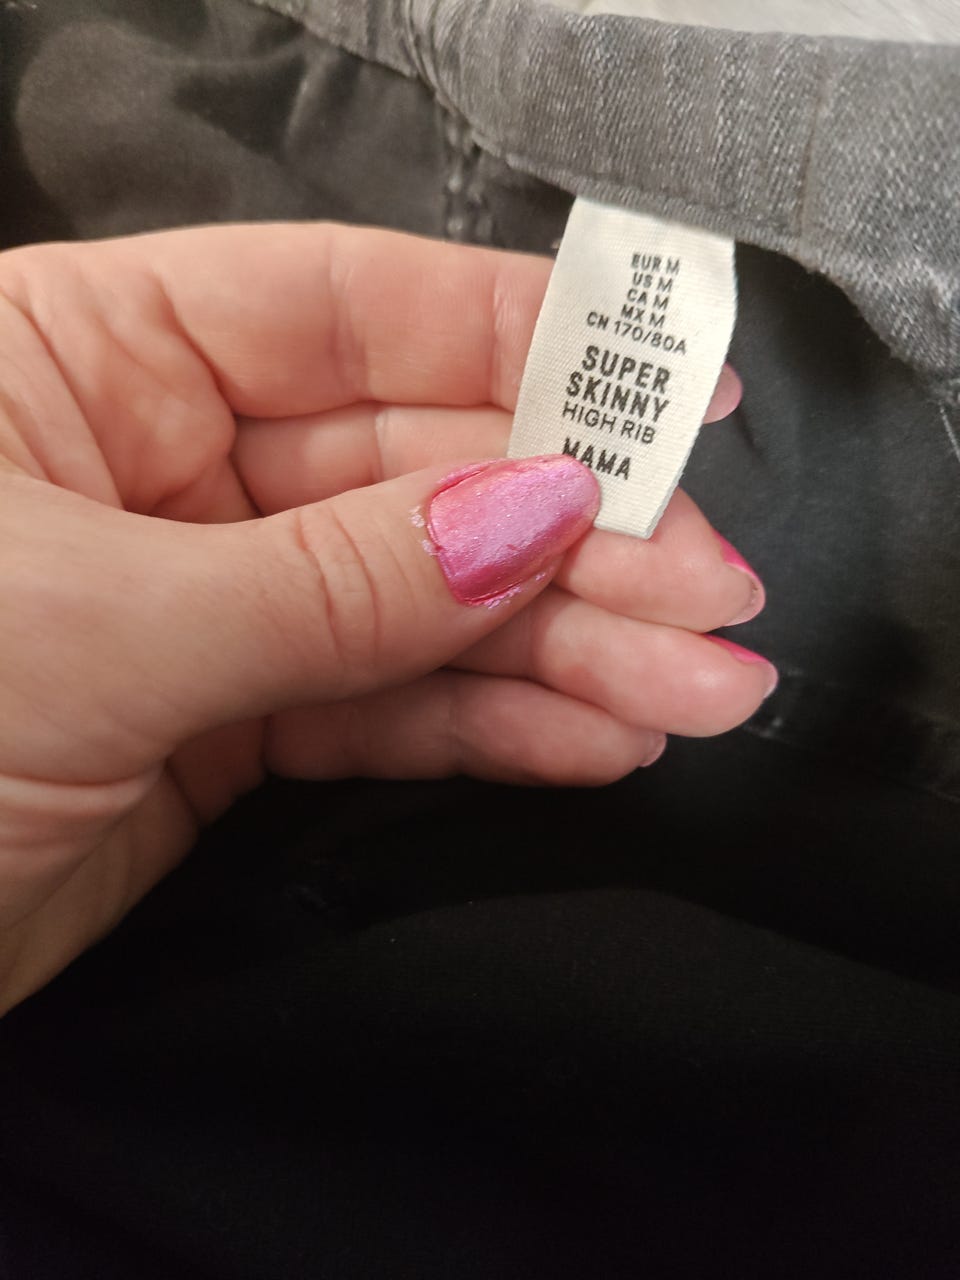 EUR M
US M
CA M
MX M
CN 170/80A
SUPER
SKINNY
HIGH RIB
MAMA